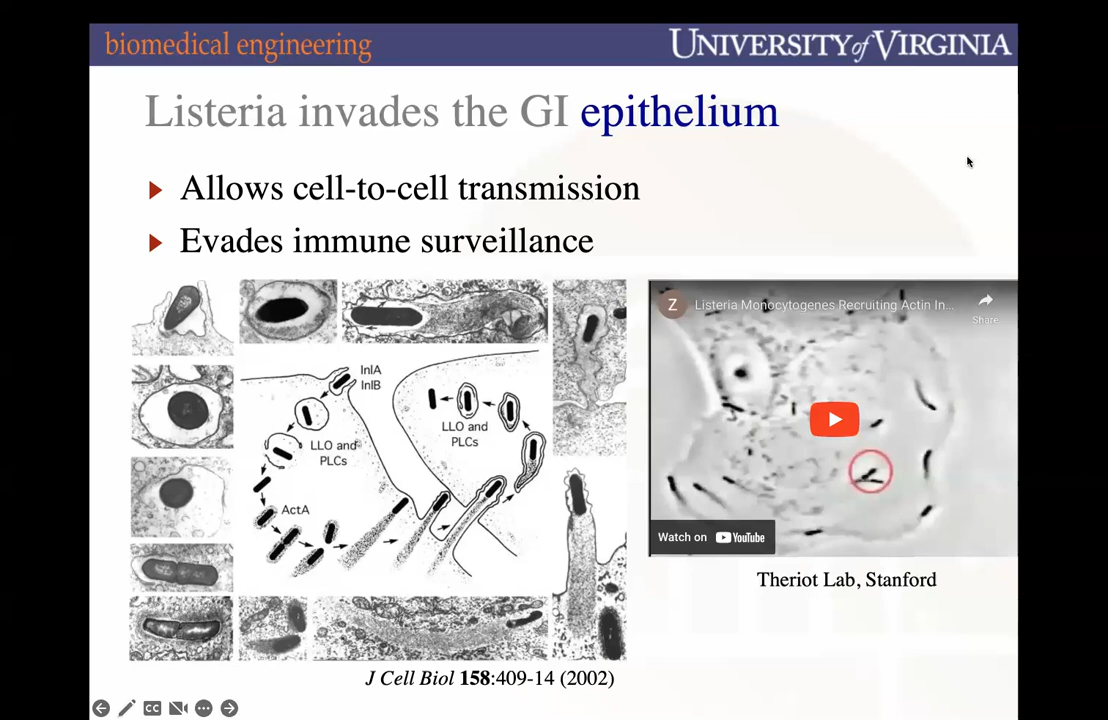 biomedical engineering
UNIVERSITY of VIRGINIA
Listeria invades the GI epithelium
Allows cell-to-cell transmission
Evades immune surveillance
InlA
InlB
LLO and
PLCs
LLO and
PLCs
ActA
Z
Listeria Monocytogenes Recruiting Actin In...
Share
Watch on YouTube
Theriot Lab, Stanford
J Cell Biol 158:409-14 (2002)
CC